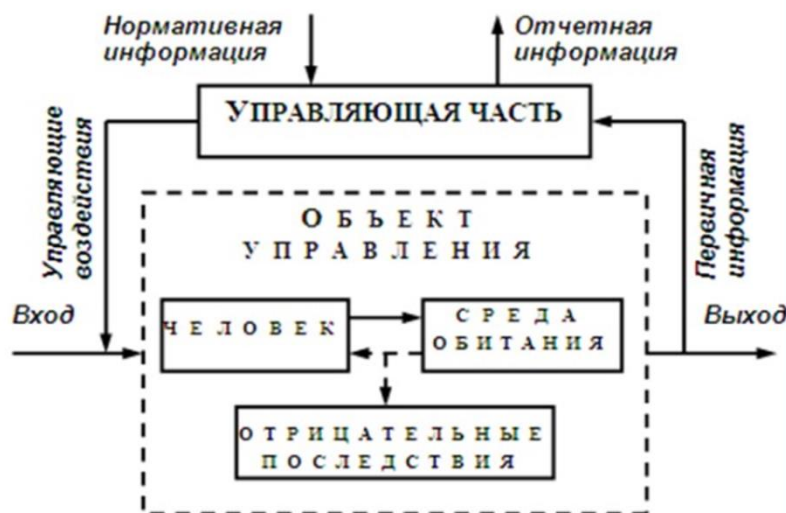 Нормативная
информация
Отчетная
информация
УПРАВЛЯЮЩАЯ ЧАСТЬ
Управляющие
воздействия
Первичная
информация
ОБЪЕКТ
УПРАВЛЕНИЯ
Вход
Выход
ЧЕЛОВЕК
СРЕДА
ОБИТАНИЯ
ОТРИЦАТЕЛЬНЫЕ
ПОСЛЕДСТВИЯ